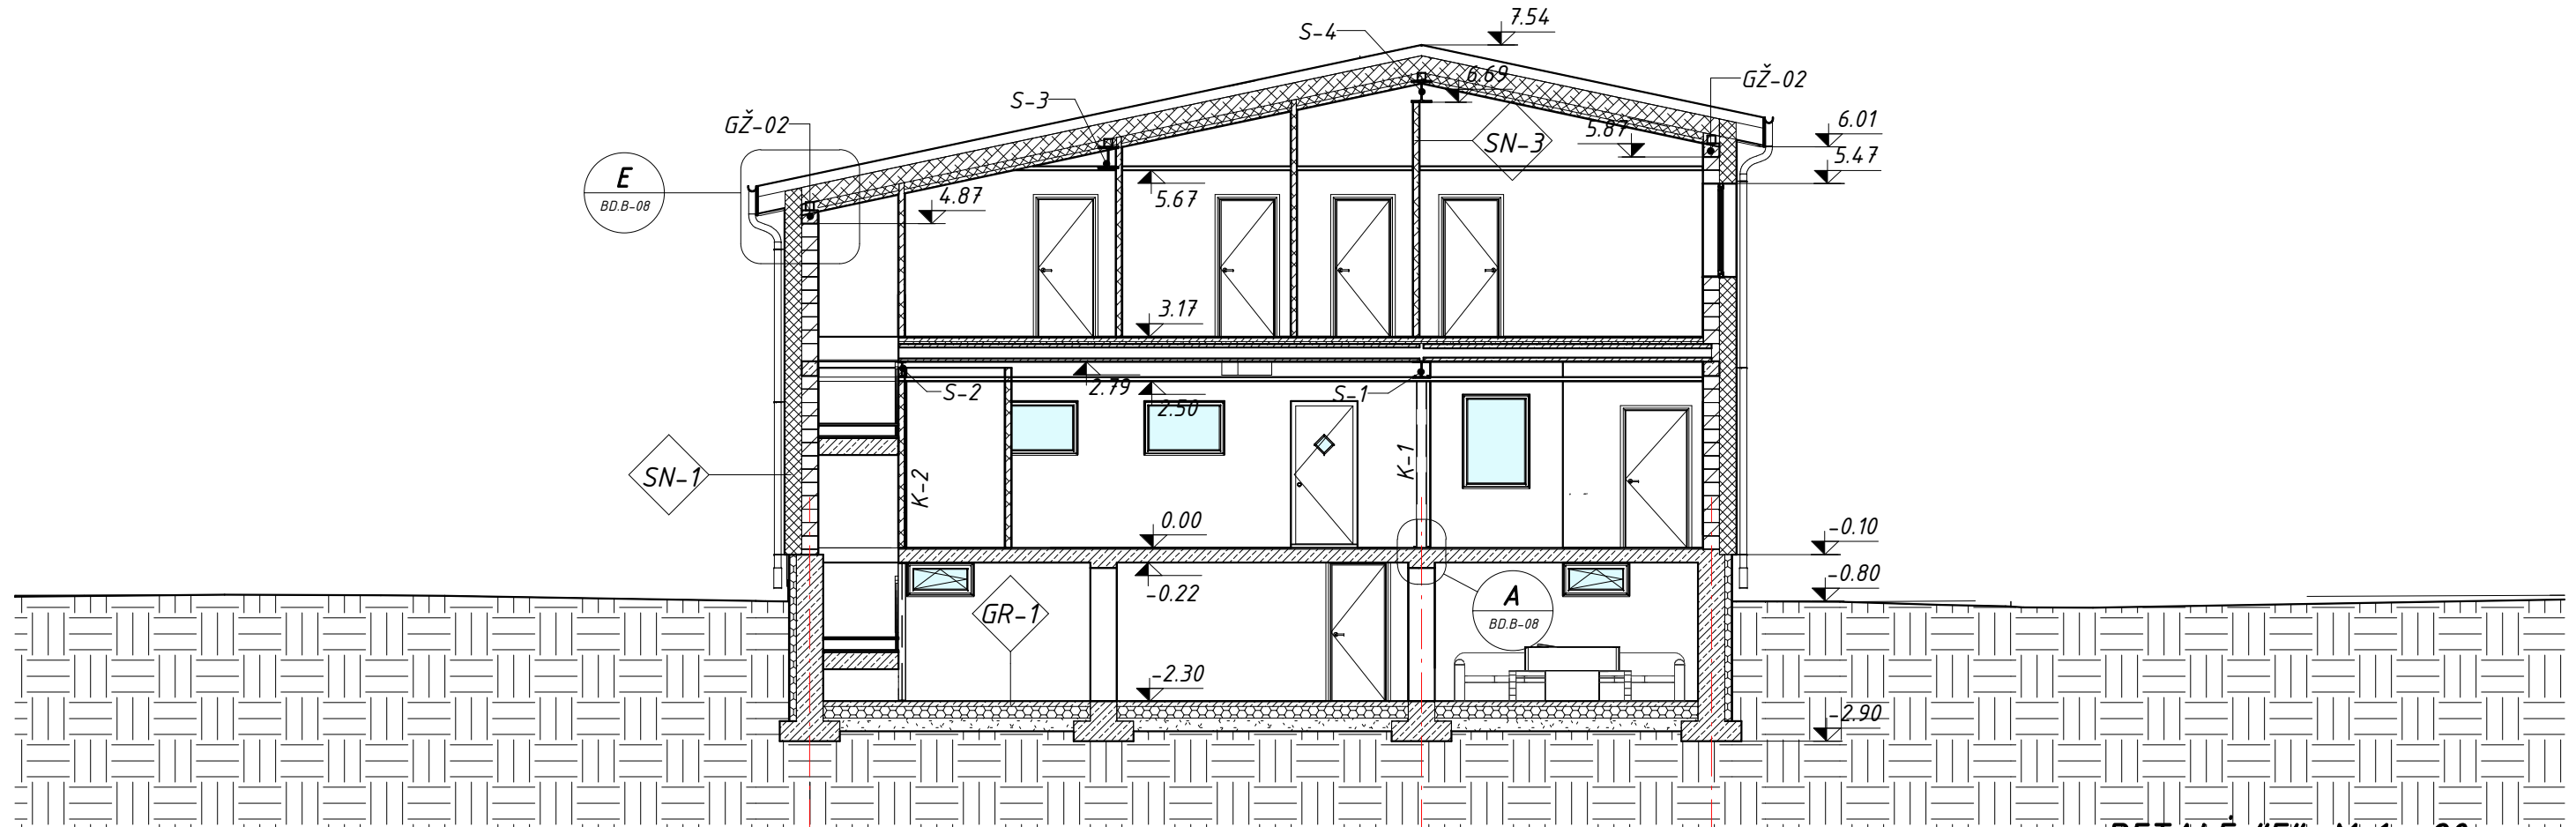 7.54
S-4
6.69
GŽ-02
S-3
GŽ-02
6.01
5.87
SN-3
5.47
E
BD.B-08
4.87
5.67
3.17
2.79
S-2
S-1
2.50
SN-1
K-2
K-1
0.00
-0.10
-0.80
-0.22
GR-1
A
BD.B-08
-2.30
-2.90